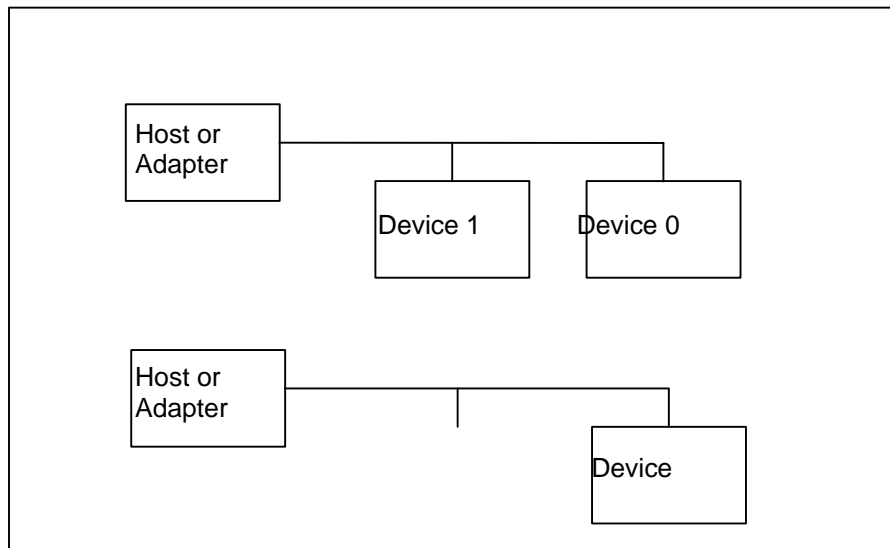 Host or
Adapter
Device 1
Device 0
Host or
Adapter
Device